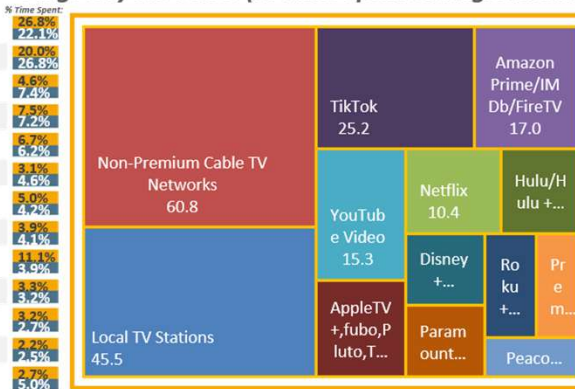 % Time Spent:
26.8%
22.1%
20.0%
26.8%
4.6%
7.4%
7.5%
7.2%
6.7%
6.2%
3.1%
4.6%
5.0%
4.2%
3.9%
4.1%
11.1%
3.9%
3.3%
3.2%
3.2%
2.7%
2.2%
2.5%
2.7%
5.0%
Non-Premium Cable TV
Networks
60.8
Local TV Stations
45.5
TikTok
25.2
Amazon
Prime/IM
Db/FireTV
17.0
YouTub
e Video
15.3
Netflix
10.4
Hulu/H
ulu +...
AppleTV
+,fubo,P
luto,T...
Disney
+...
Param
ount...
Ro
ku
+...
Pr
e
m...
Peaco...